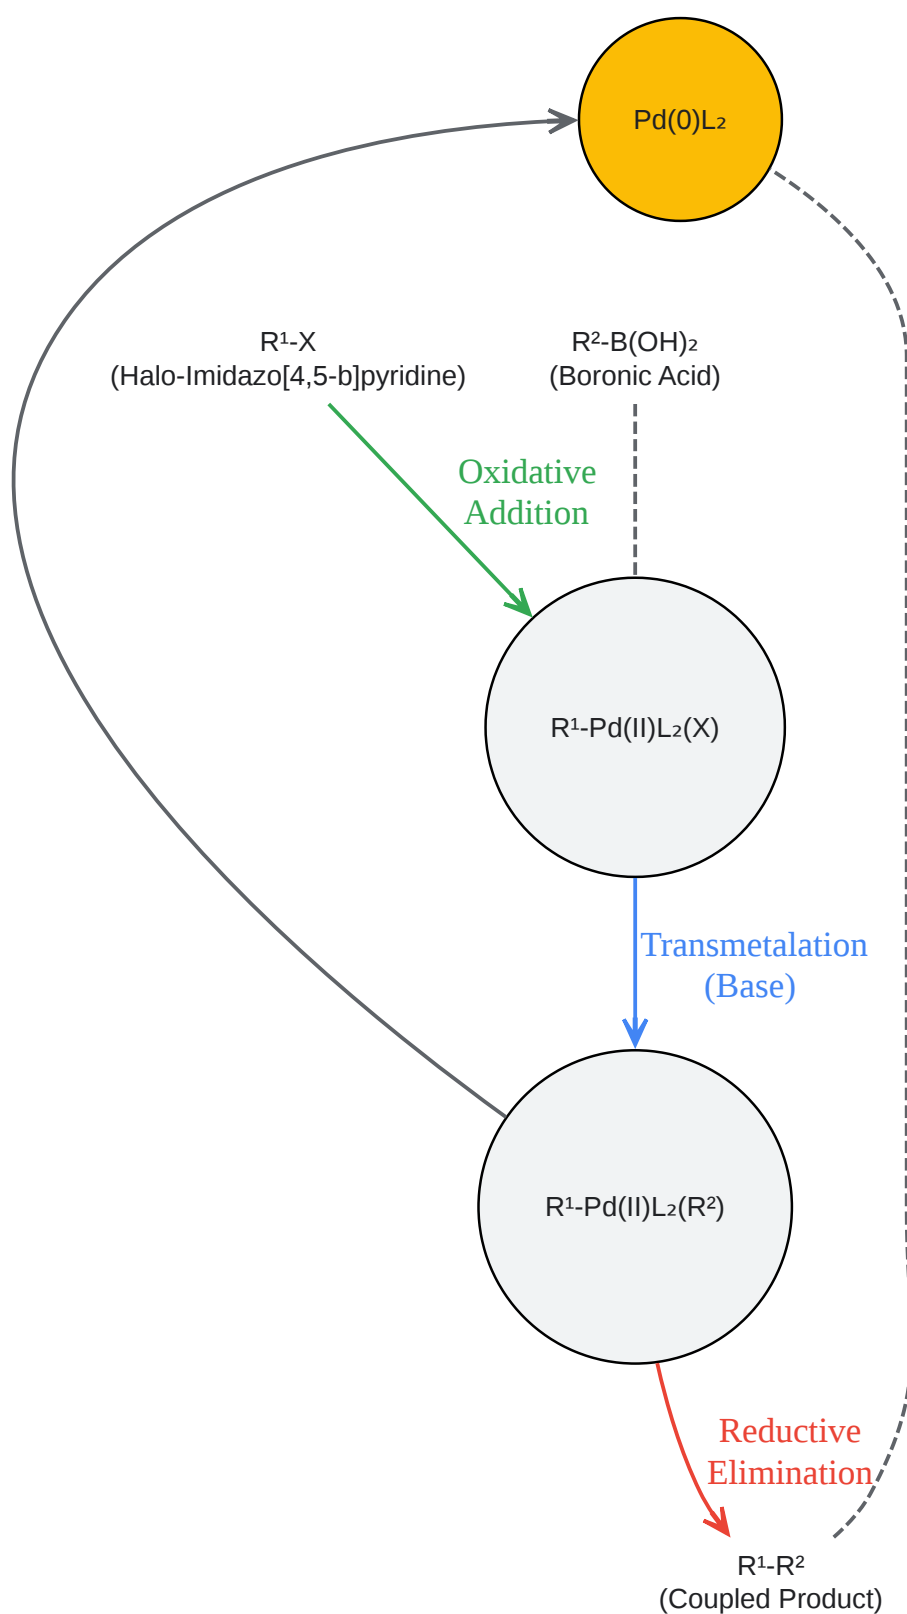 Pd(0)L₂
R¹-X
(Halo-Imidazo[4,5-b]pyridine)
R²-B(OH)₂
(Boronic Acid)
Oxidative
Addition
R¹-Pd(II)L₂(X)
Transmetalation
(Base)
R¹-Pd(II)L₂(R²)
Reductive
Elimination
R¹-R²
(Coupled Product)